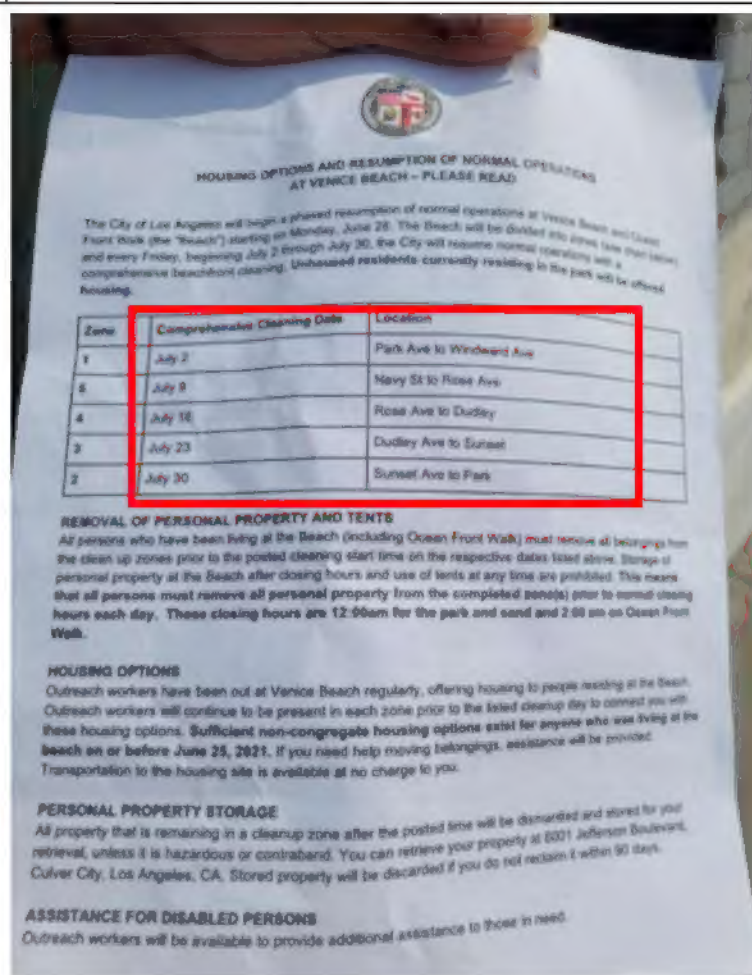 HOUSING OPTIONS AND RESUMPTION OF NORMAL OPERATIONS
AT VENICE BEACH – PLEASE READ
The City of Los Angeles will begin a phased resumption of normal operations at Venice Beach and Ocean
Front Walk (the "Beach") starting on Monday, June 28. The Beach will be divided into zones
and every Friday, beginning July 2 through July 30, the City will resume normal operations with a
comprehensive beachfront cleaning. Unhoused residents currently residing in the park will be offered
housing.
Zone Comprehensive Cleaning Date Location
1 July 2 Park Ave to Windward Ave
5 July 9 Navy St to Rose Ave
4 July 16 Rose Ave to Dudley
3 July 23 Dudley Ave to Sunset
2 July 30 Sunset Ave to Park
REMOVAL OF PERSONAL PROPERTY AND TENTS
All persons who have been living at the Beach (including Ocean Front Walk) must remove all belongings from
the clean up zones prior to the posted cleaning start time on the respective dates listed above. Storage of
personal property at the Beach after closing hours and use of tents at any time are prohibited. This means
that all persons must remove all personal property from the completed zone(s) prior to normal closing
hours each day. These closing hours are 12:00am for the park and sand and 2:00 am on Ocean Front
Walk.
HOUSING OPTIONS
Outreach workers have been out at Venice Beach regularly, offering housing to people residing at the Beach.
Outreach workers will continue to be present in each zone prior to the listed cleanup day to connect you with
these housing options. Sufficient non-congregate housing options exist for anyone who was living at the
beach on or before June 25, 2021. If you need help moving belongings, assistance will be provided.
Transportation to the housing site is available at no charge to you.
PERSONAL PROPERTY STORAGE
All property that is remaining in a cleanup zone after the posted time will be dismantled and stored for your
retrieval, unless it is hazardous or contraband. You can retrieve your property at 6001 Jefferson Boulevard,
Culver City, Los Angeles, CA. Stored property will be discarded if you do not reclaim it within 90 days.
ASSISTANCE FOR DISABLED PERSONS
Outreach workers will be available to provide additional assistance to those in need.